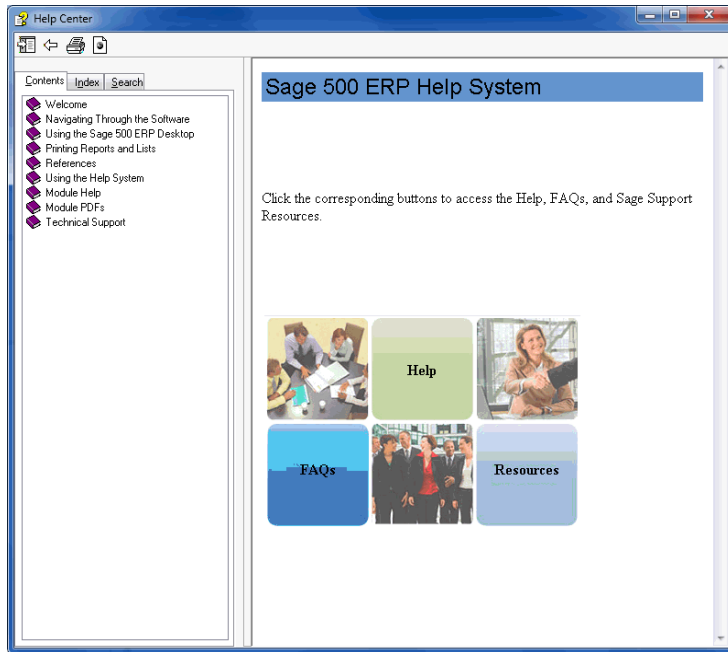 Help Center
Contents Index Search
Welcome
Navigating Through the Software
Using the Sage 500 ERP Desktop
Printing Reports and Lists
References
Using the Help System
Module Help
Module PDFs
Technical Support
Sage 500 ERP Help System
Click the corresponding buttons to access the Help, FAQs, and Sage Support
Resources.
Help
FAQs
Resources